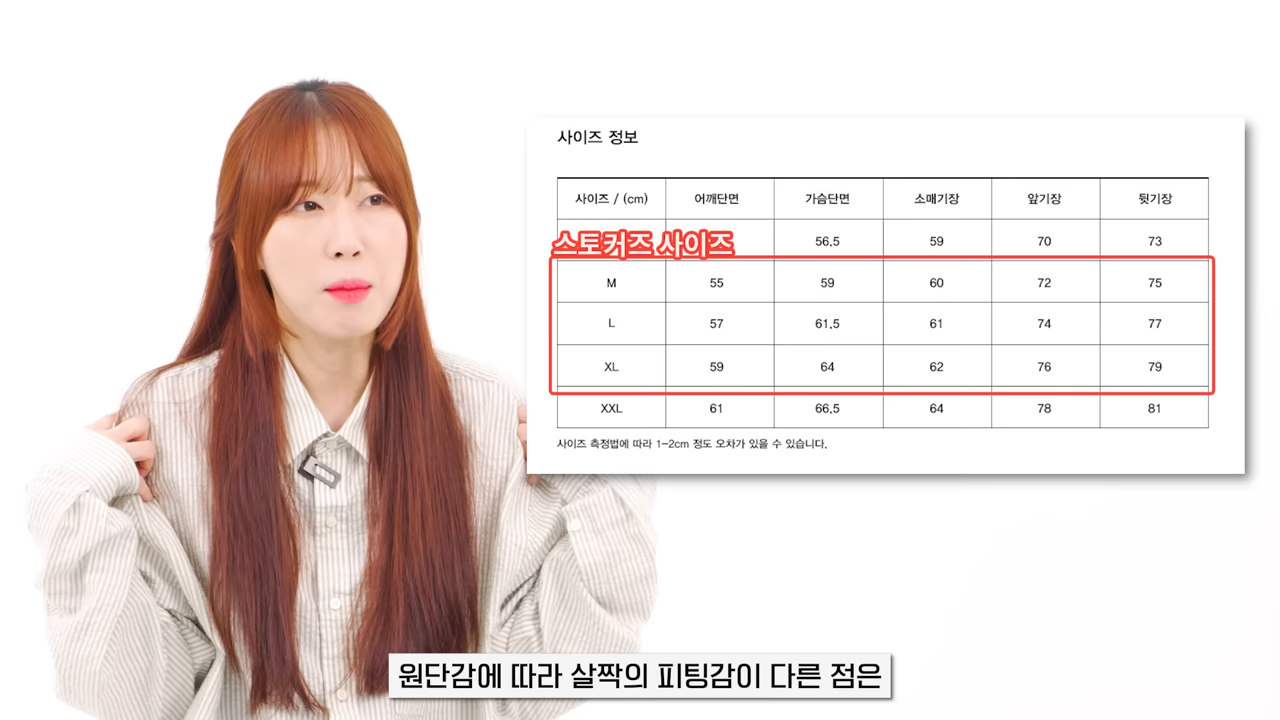 사이즈 정보
사이즈 / (cm) 어깨단면 가슴단면 소매기장 앞기장 뒷기장
스토커즈 사이즈 56.5 59 70 73
M 55 59 60 72 75
L 57 61.5 61 74 77
XL 59 64 62 76 79
XXL 61 66.5 64 78 81
사이즈 측정법에 따라 1-2cm 정도 오차가 있을 수 있습니다.
원단감에 따라 살짝의 피팅감이 다른 점은